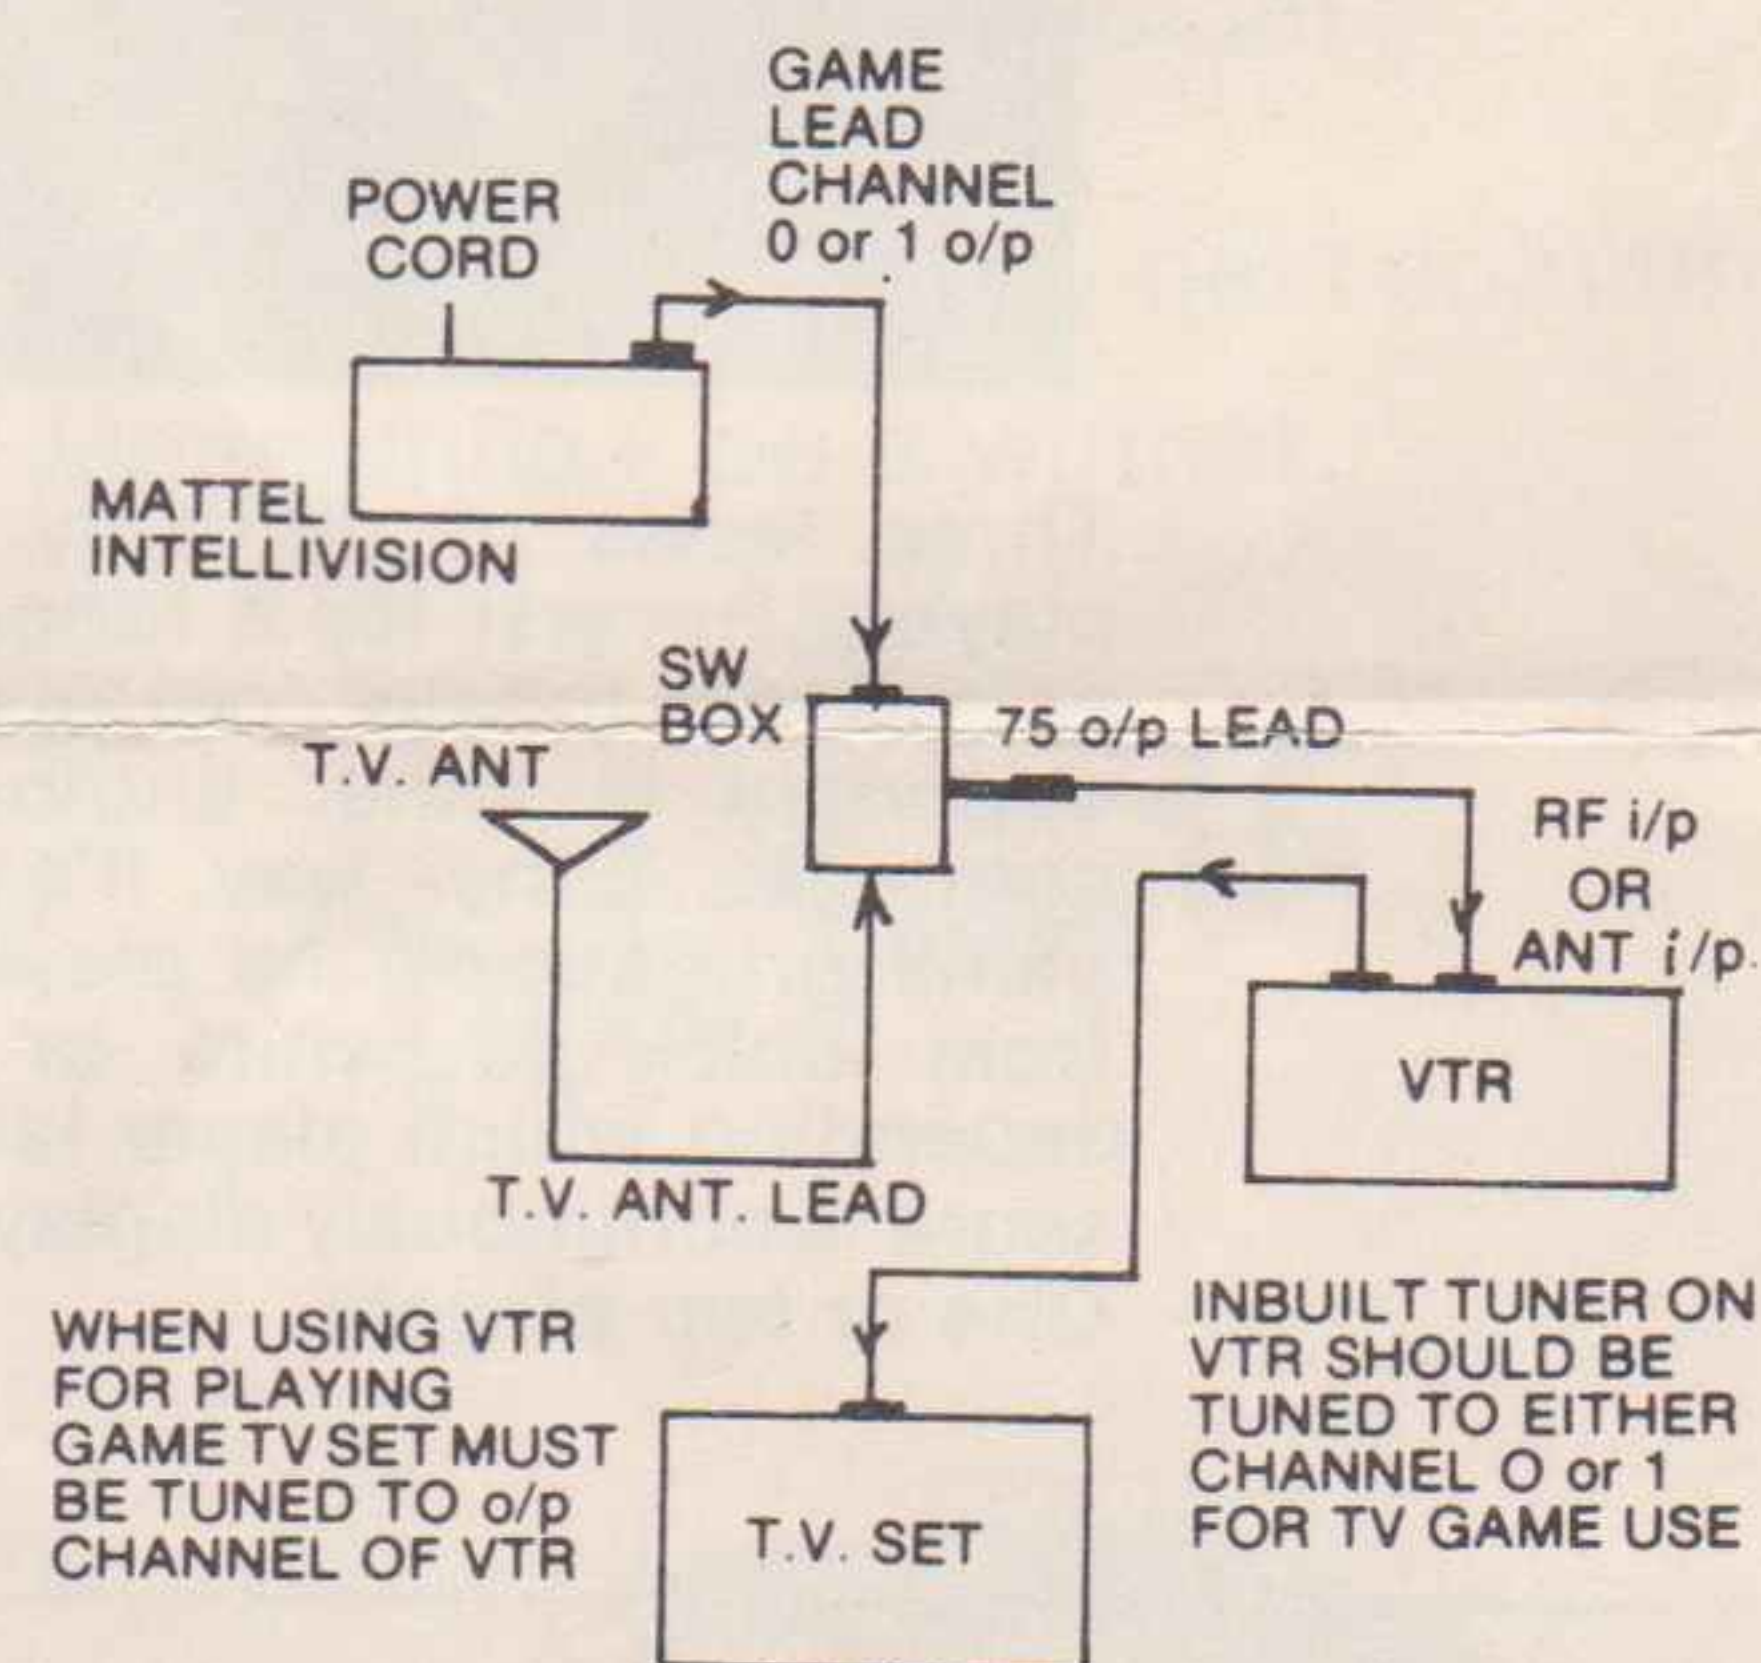 GAME
LEAD
CHANNEL
0 or 1 o/p
POWER
CORD
MATTEL
INTELLIVISION
SW
BOX
75 o/p LEAD
T.V. ANT
RF i/p
OR
ANT i/p.
VTR
T.V. ANT. LEAD
WHEN USING VTR
FOR PLAYING
GAME TV SET MUST
BE TUNED TO o/p
CHANNEL OF VTR
INBUILT TUNER ON
VTR SHOULD BE
TUNED TO EITHER
CHANNEL O or 1
FOR TV GAME USE
T.V. SET